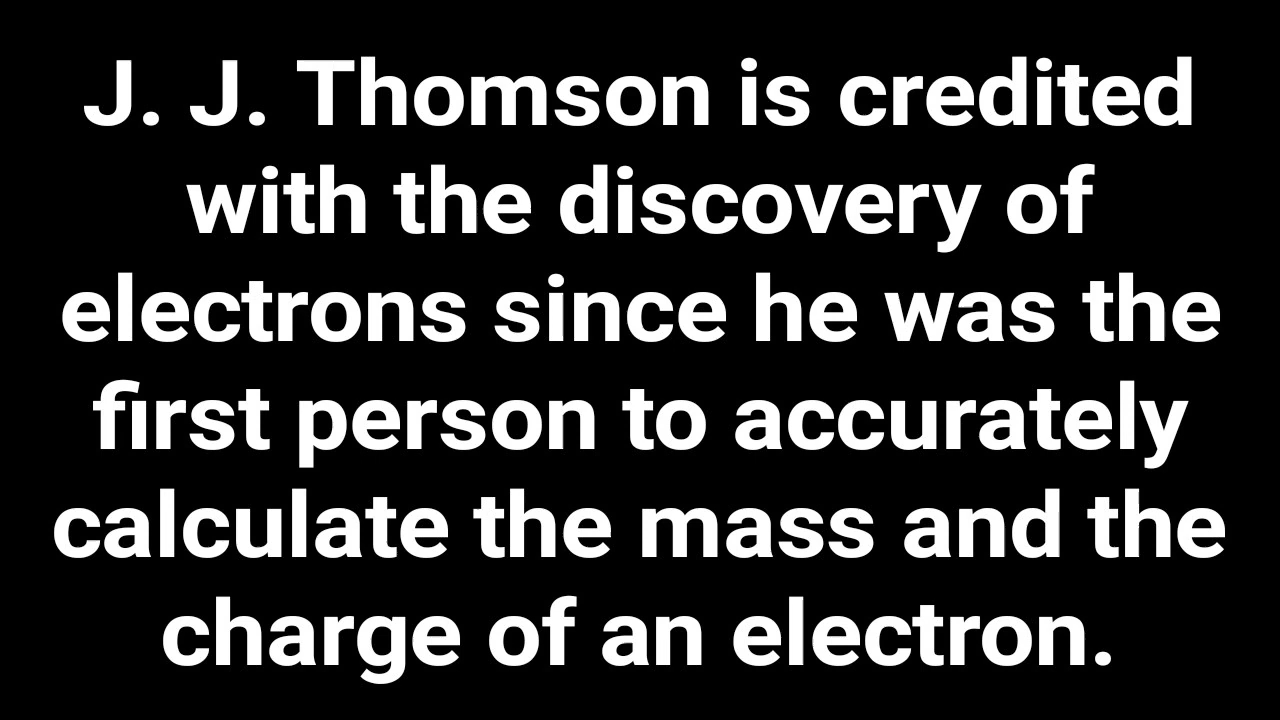 J. J. Thomson is credited
with the discovery of
electrons since he was the
first person to accurately
calculate the mass and the
charge of an electron.